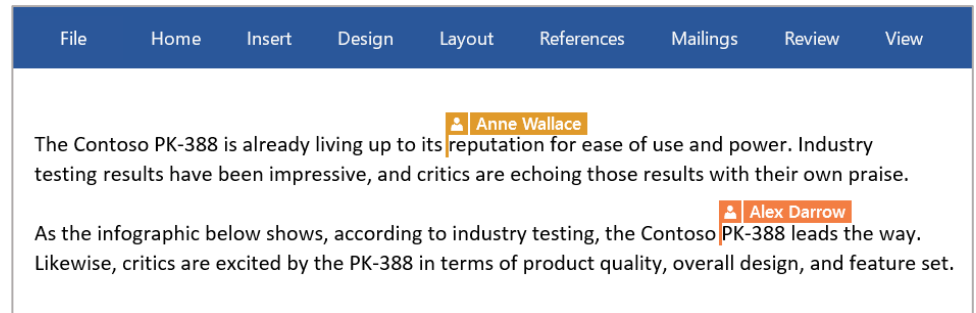 File Home Insert Design Layout References Mailings Review View
Anne Wallace
The Contoso PK-388 is already living up to its reputation for ease of use and power. Industry
testing results have been impressive, and critics are echoing those results with their own praise.
Alex Darrow
As the infographic below shows, according to industry testing, the Contoso PK-388 leads the way.
Likewise, critics are excited by the PK-388 in terms of product quality, overall design, and feature set.